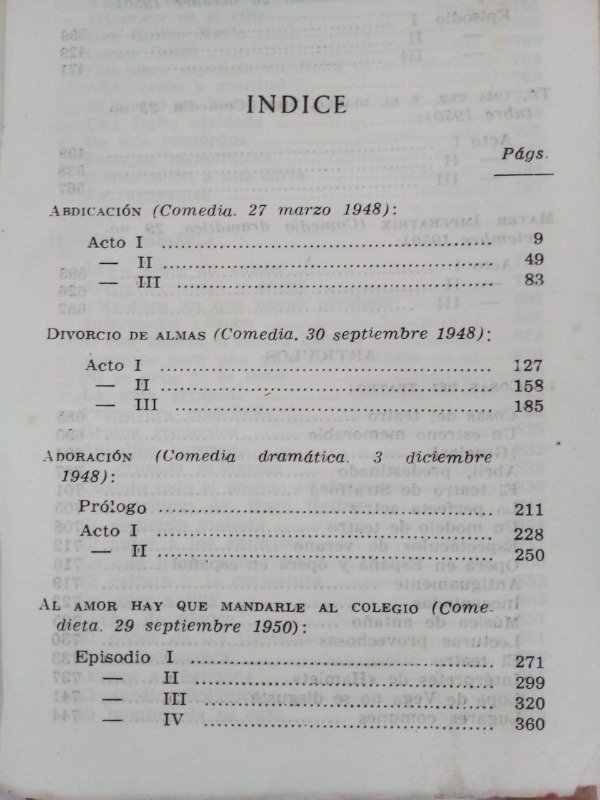 INDICE
Págs.
ABDICACIÓN (Comedia. 27 marzo 1948):
Acto I ........................................ 9
— II ........................................ 49
— III ........................................ 83
DIVORCIO DE ALMAS (Comedia. 30 septiembre 1948):
Acto I ........................................ 127
— II ........................................ 158
— III ........................................ 185
ADORACIÓN (Comedia dramática. 3 diciembre
1948):
Prólogo ........................................ 211
Acto I ........................................ 228
— II ........................................ 250
AL AMOR HAY QUE MANDARLE AL COLEGIO (Come-
dieta. 29 septiembre 1950):
Episodio I ........................................ 271
— II ........................................ 299
— III ........................................ 320
— IV ........................................ 360